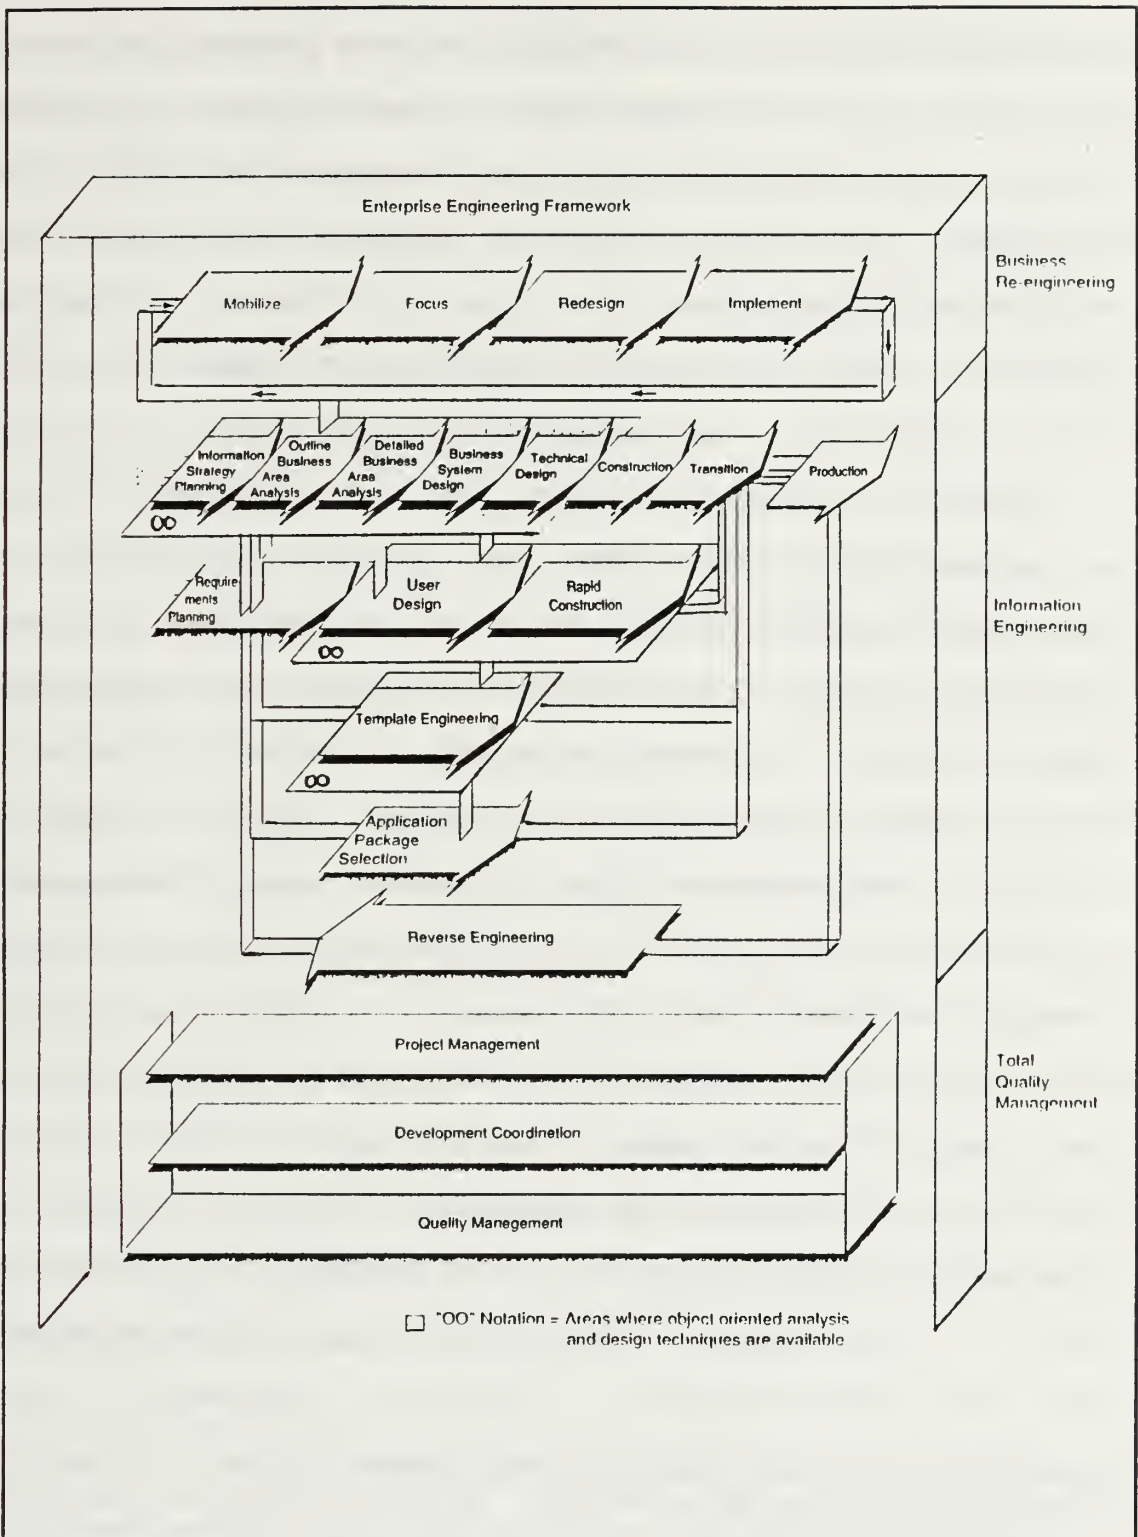 Enterprise Engineering Framework
Business
Re-engineering
Mobilize
Focus
Redesign
Implement
Information
Strategy
Planning
Outline
Business
Area
Analysis
Detailed
Business
Area
Analysis
Business
System
Design
Technical
Design
Construction
Transition
Production
Require
ments
Planning
User
Design
Rapid
Construction
OO
OO
Information
Engineering
Template Engineering
OO
Application
Package
Selection
Reverse Engineering
Project Management
Development Coordinetion
Quelity Manegement
Total
Quality
Management
"OO" Notation = Areas where object oriented analysis
and design techniques are available